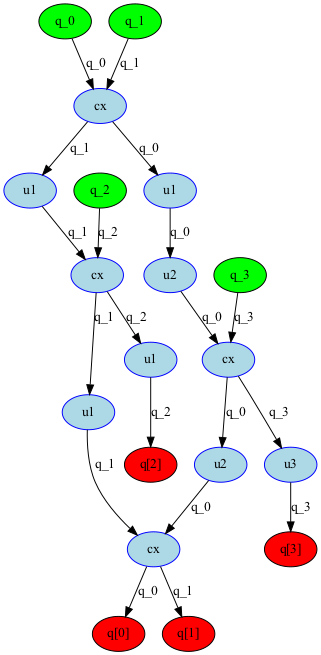 q_0 q_1
q_0 q_1
cx
q_1 q_0
u1 q_2 u1
q_1 q_2 q_0
cx u2 q_3
q_1 q_2 q_0 q_3
u1 cx
u1 q_2 q_0 q_3
q_1 q[2] u2 u3
q_0 q_3
cx q[3]
q_0 q_1
q[0] q[1]